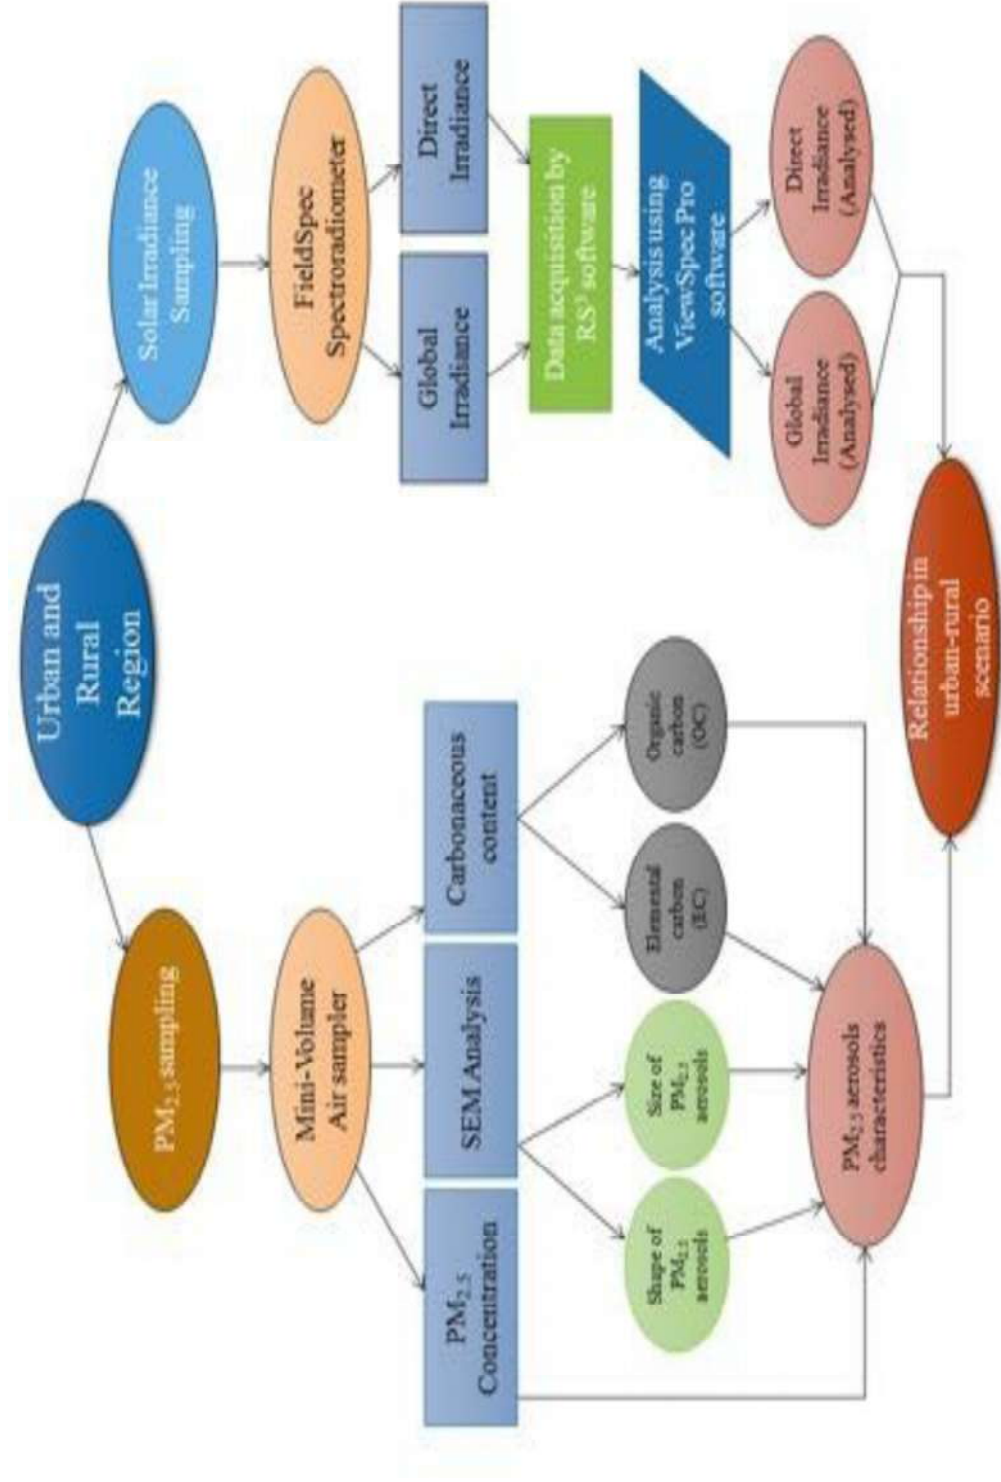 Urban and
Rural
Region
PM2.5 sampling
Solar Irradiance
Sampling
Mini-Volume
Air sampler
FieldSpec
Spectroradiometer
PM2.5
Concentration
SEM Analysis
Carbonaceous
content
Global
Irradiance
Direct
Irradiance
Data acquisition by
RS³ software
Shape of
PM2.5
aerosols
Size of
PM2.5
aerosols
Elemental
carbon
(EC)
Organic
carbon
(OC)
Analysis using
ViewSpec Pro
software
PM2.5 aerosols
characteristics
Global
Irradiance
(Analysed)
Direct
Irradiance
(Analysed)
Relationship in
urban-rural
scenario